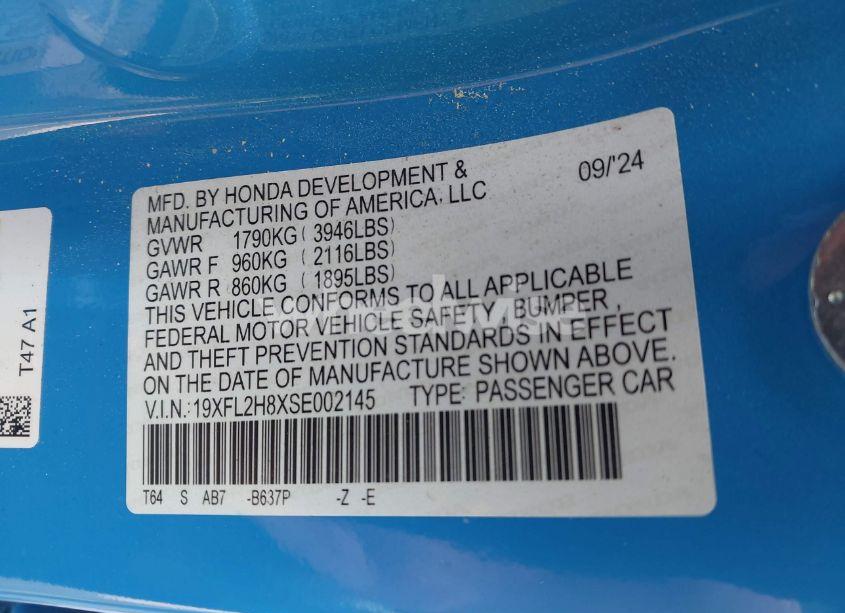 MFD. BY HONDA DEVELOPMENT & 09/'24
MANUFACTURING OF AMERICA, LLC
GVWR 1790KG ( 3946LBS)
GAWR F 960KG ( 2116LBS)
GAWR R 860KG ( 1895LBS)
THIS VEHICLE CONFORMS TO ALL APPLICABLE
FEDERAL MOTOR VEHICLE SAFETY, BUMPER,
AND THEFT PREVENTION STANDARDS IN EFFECT
ON THE DATE OF MANUFACTURE SHOWN ABOVE.
V.I.N.:19XFL2H8XSE002145 TYPE: PASSENGER CAR
T64 S AB7 -B637P -Z -E
T47 A1